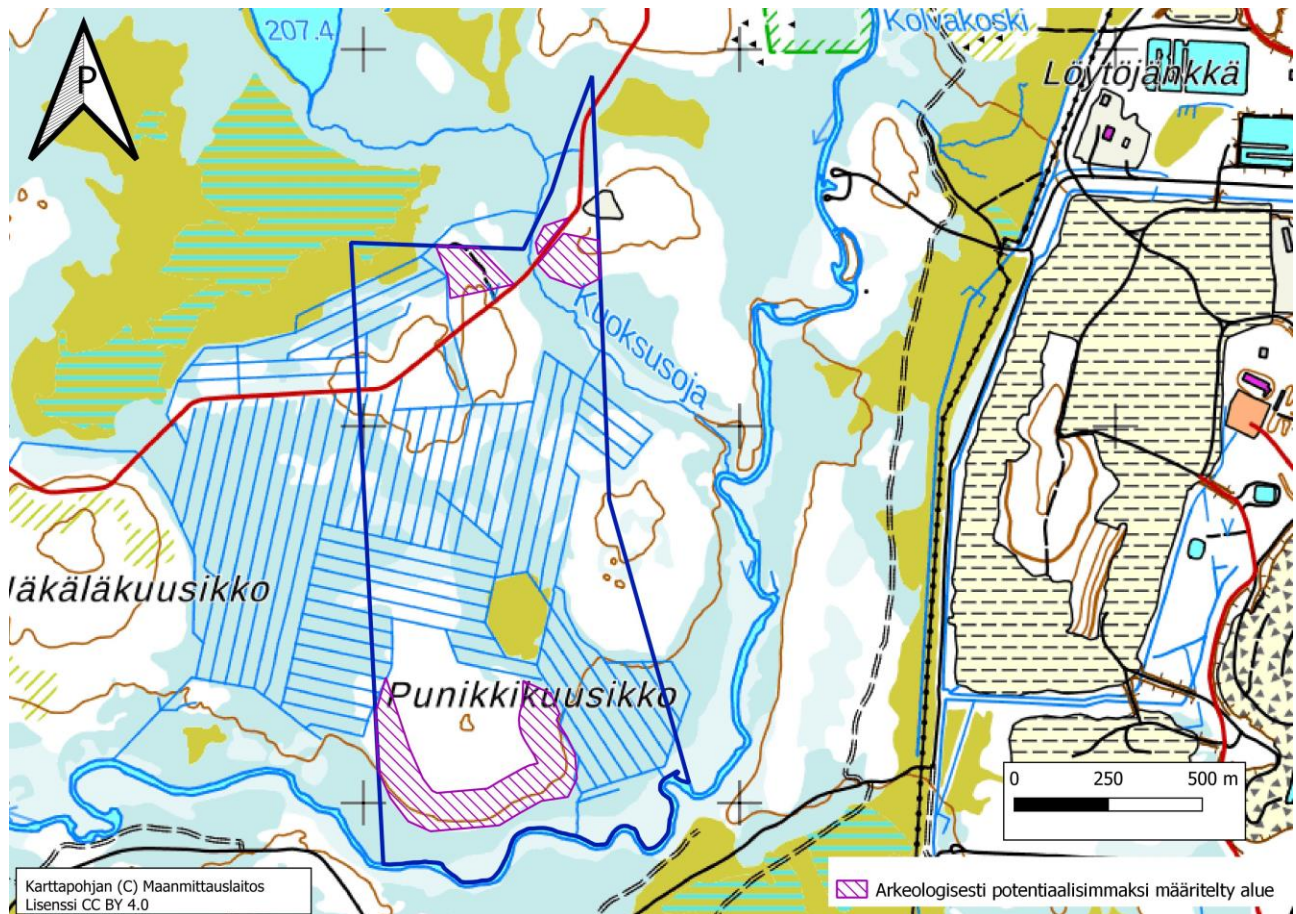 207.4
Kolvakoski
P
Löytöjänkkä
Kuoksusoja
Jäkäläkuusikko
Punikkikuusikko
0 250 500 m
Karttapohjan (C) Maanmittauslaitos
Lisenssi CC BY 4.0
Arkeologisesti potentiaalisimmaksi määritelty alue